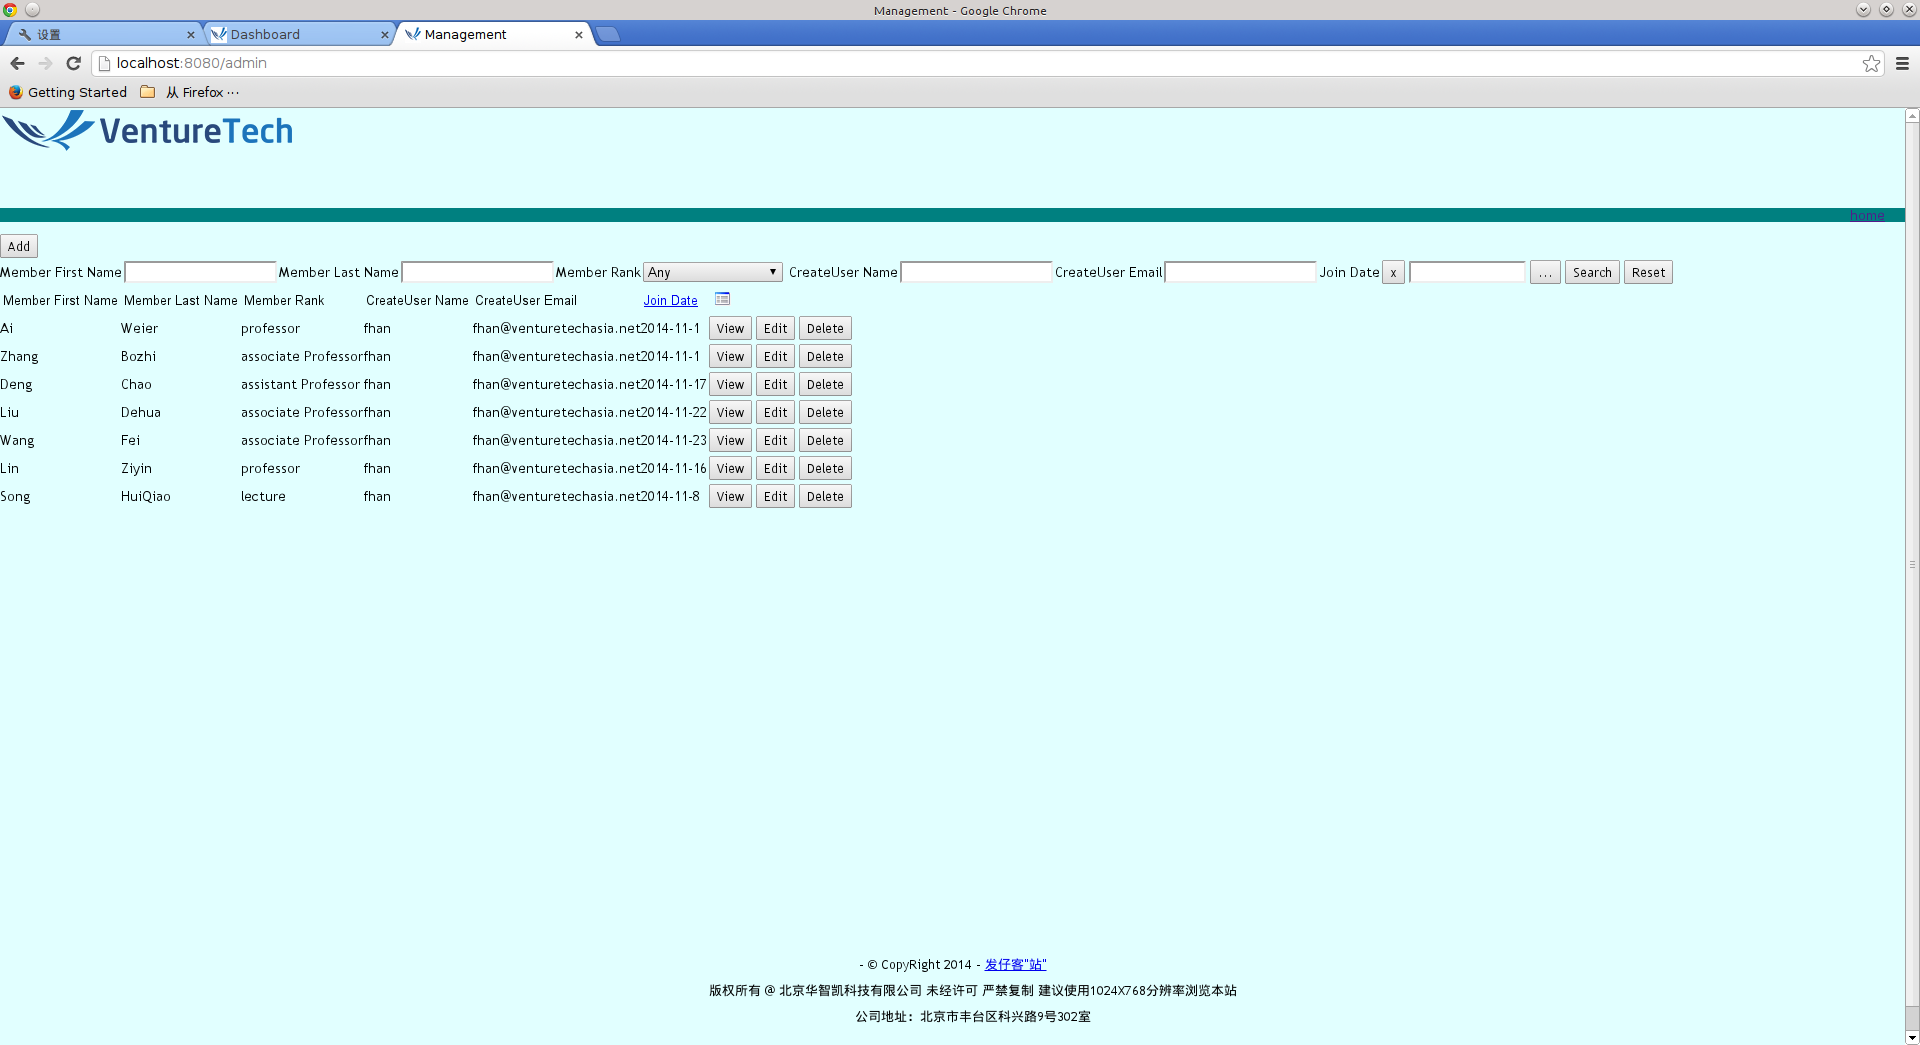 Management - Google Chrome
设置 Dashboard Management
localhost:8080/admin
Getting Started 从 Firefox ···
VentureTech
home
Add
Member First Name Member Last Name Member Rank Any CreateUser Name CreateUser Email Join Date x ... Search Reset
Member First Name Member Last Name Member Rank CreateUser Name CreateUser Email Join Date
Ai Weier professor fhan fhan@venturetechasia.net 2014-11-1 View Edit Delete
Zhang Bozhi associate Professor fhan fhan@venturetechasia.net 2014-11-1 View Edit Delete
Deng Chao assistant Professor fhan fhan@venturetechasia.net 2014-11-17 View Edit Delete
Liu Dehua associate Professor fhan fhan@venturetechasia.net 2014-11-22 View Edit Delete
Wang Fei associate Professor fhan fhan@venturetechasia.net 2014-11-23 View Edit Delete
Lin Ziyin professor fhan fhan@venturetechasia.net 2014-11-16 View Edit Delete
Song HuiQiao lecture fhan fhan@venturetechasia.net 2014-11-8 View Edit Delete
- © CopyRight 2014 - 发仔客"站"
版权所有 @ 北京华智凯科技有限公司 未经许可 严禁复制 建议使用1024X768分辨率浏览本站
公司地址：北京市丰台区科兴路9号302室